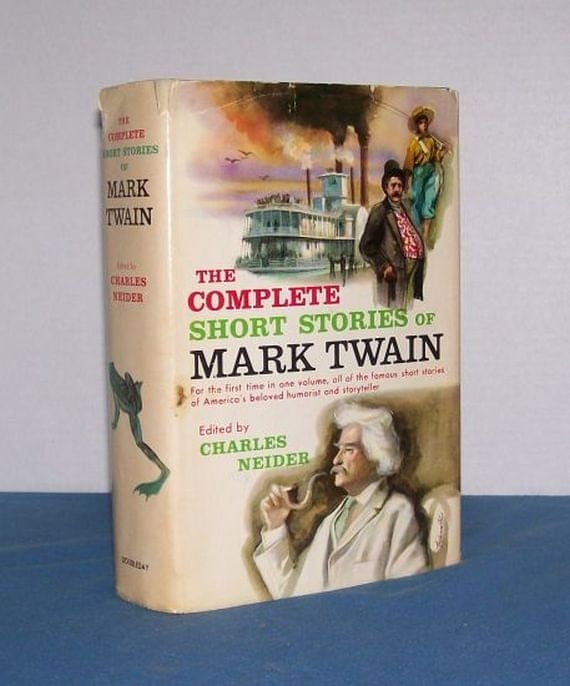 THE
COMPLETE
SHORT STORIES
OF
MARK
TWAIN
Edited by
CHARLES
NEIDER
DOUBLEDAY
THE
COMPLETE
SHORT STORIES OF
MARK TWAIN
For the first time in one volume, all of the famous short stories
of America's beloved humorist and storyteller
Edited by
CHARLES
NEIDER